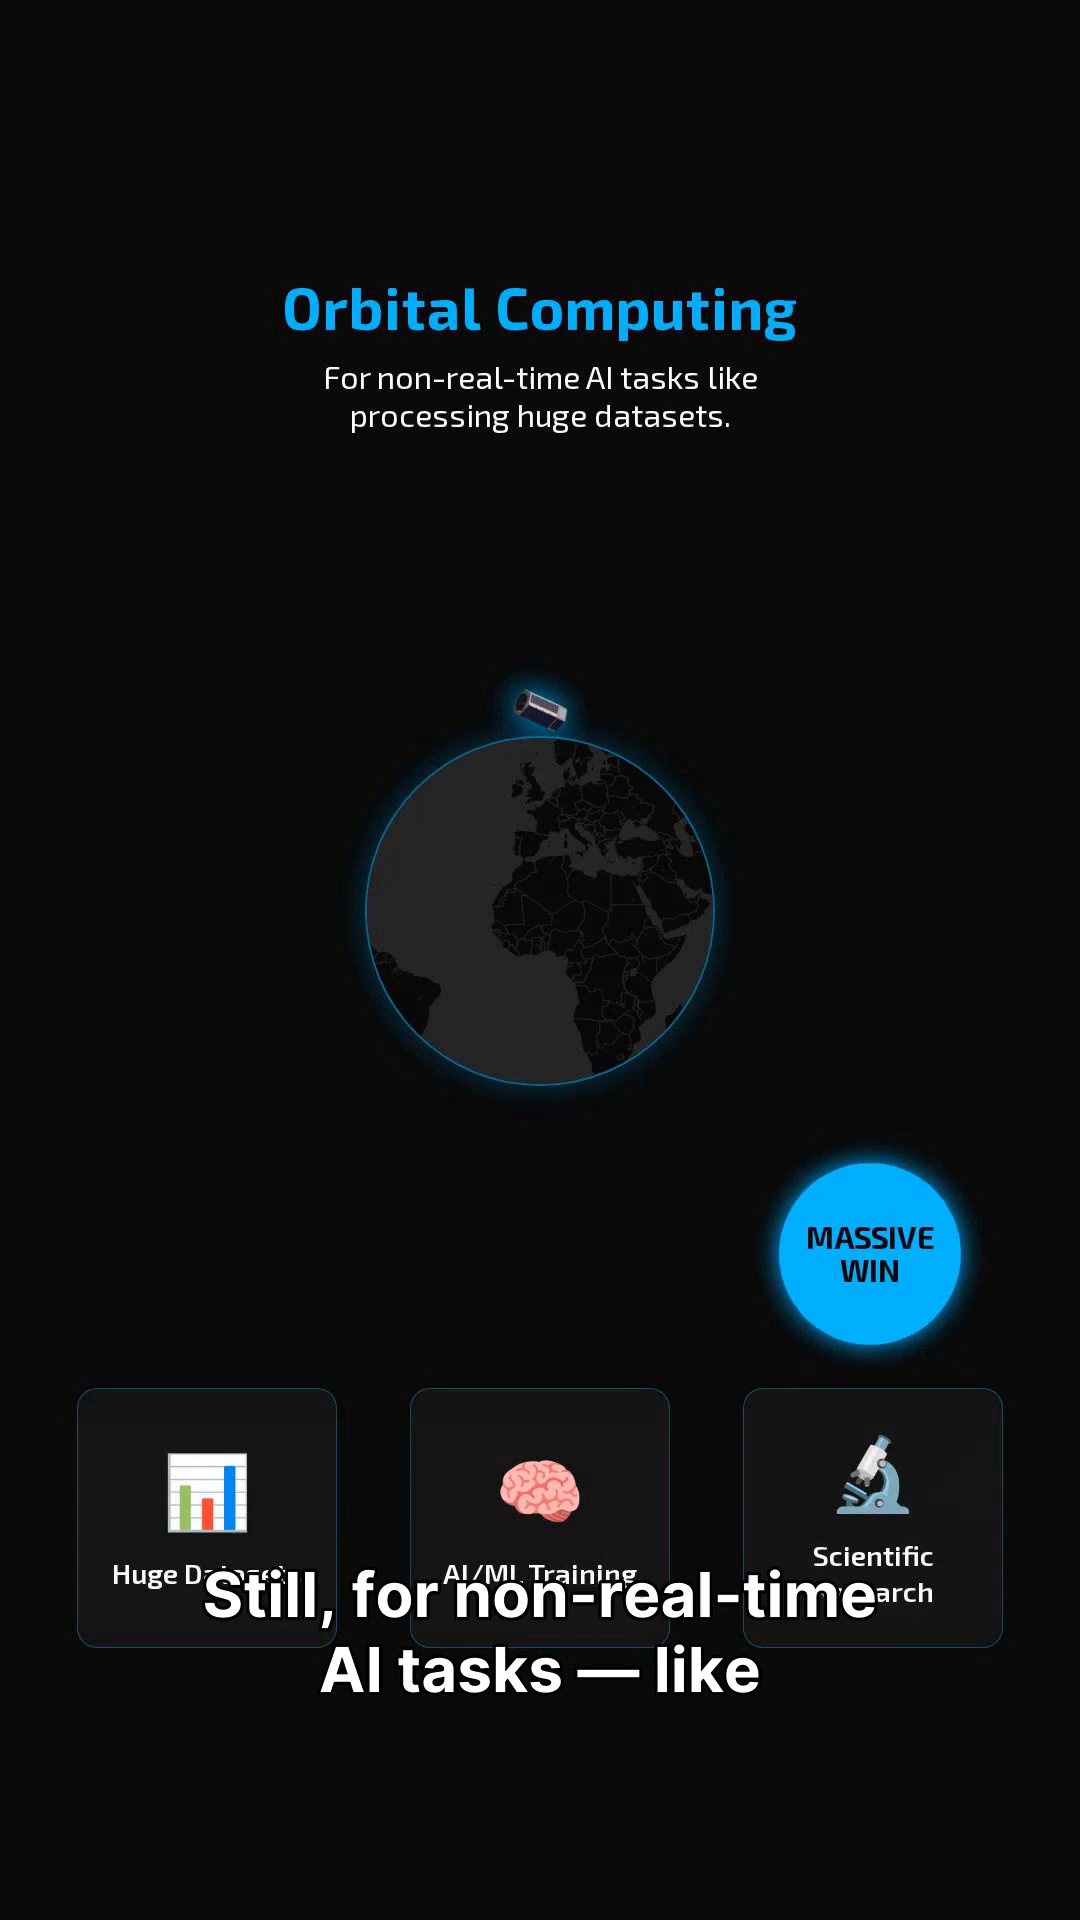 Orbital Computing
For non-real-time AI tasks like
processing huge datasets.
MASSIVE
WIN
Huge
AI/ML Training
Scientific
Still, for non-real-time
AI tasks — like